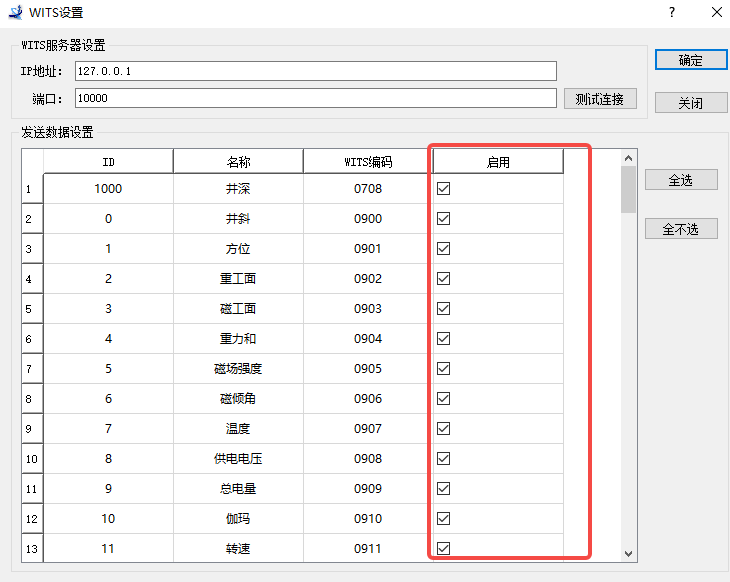 WITS设置
WITS服务器设置
IP地址： 127.0.0.1
确定
端口： 10000 测试连接
关闭
发送数据设置
ID 名称 WITS编码 启用
1 1000 井深 0708
全选
2 0 井斜 0900
全不选
3 1 方位 0901
4 2 重工面 0902
5 3 磁工面 0903
6 4 重力和 0904
7 5 磁场强度 0905
8 6 磁倾角 0906
9 7 温度 0907
10 8 供电电压 0908
11 9 总电量 0909
12 10 伽玛 0910
13 11 转速 0911